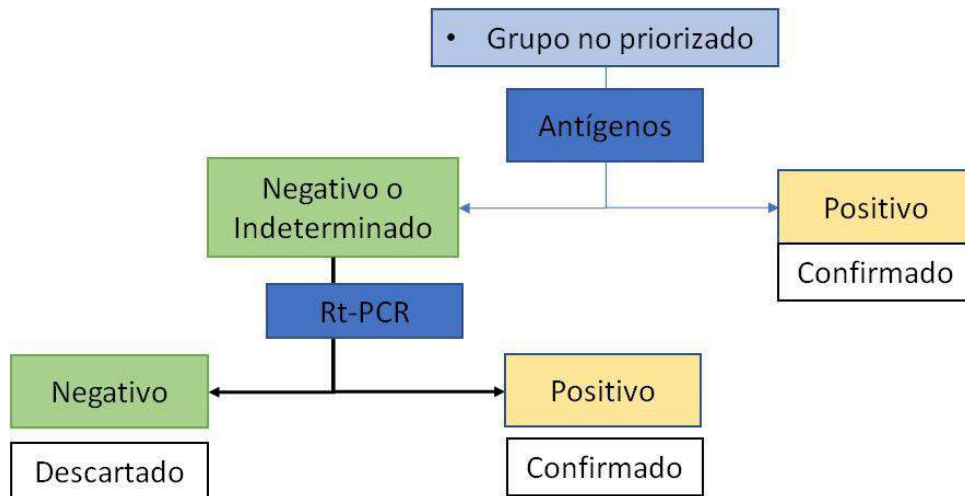 • Grupo no priorizado
Antígenos
Negativo o
Indeterminado
Positivo
Confirmado
Rt-PCR
Negativo
Positivo
Descartado
Confirmado